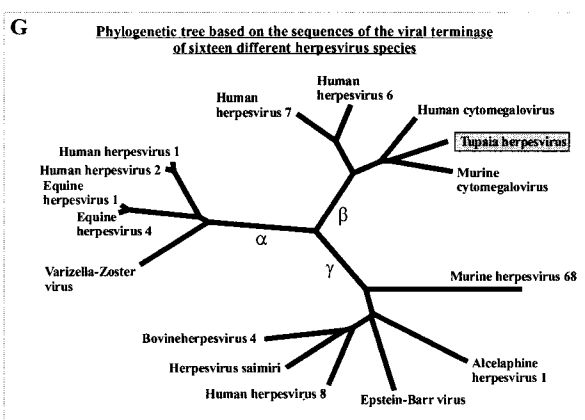 G
Phylogenetic tree based on the sequences of the viral terminase
of sixteen different herpesvirus species
Human
herpesvirus 6
Human
herpesvirus 7
Human cytomegalovirus
Tupaia herpesvirus
Murine
cytomegalovirus
Human herpesvirus 1
Human herpesvirus 2
Equine
herpesvirus 1
Equine
herpesvirus 4
Varizella-Zoster
virus
α
β
γ
Murine herpesvirus 68
Bovineherpesvirus 4
Herpesvirus saimiri
Human herpesvirus 8
Epstein-Barr virus
Alcelaphine
herpesvirus 1